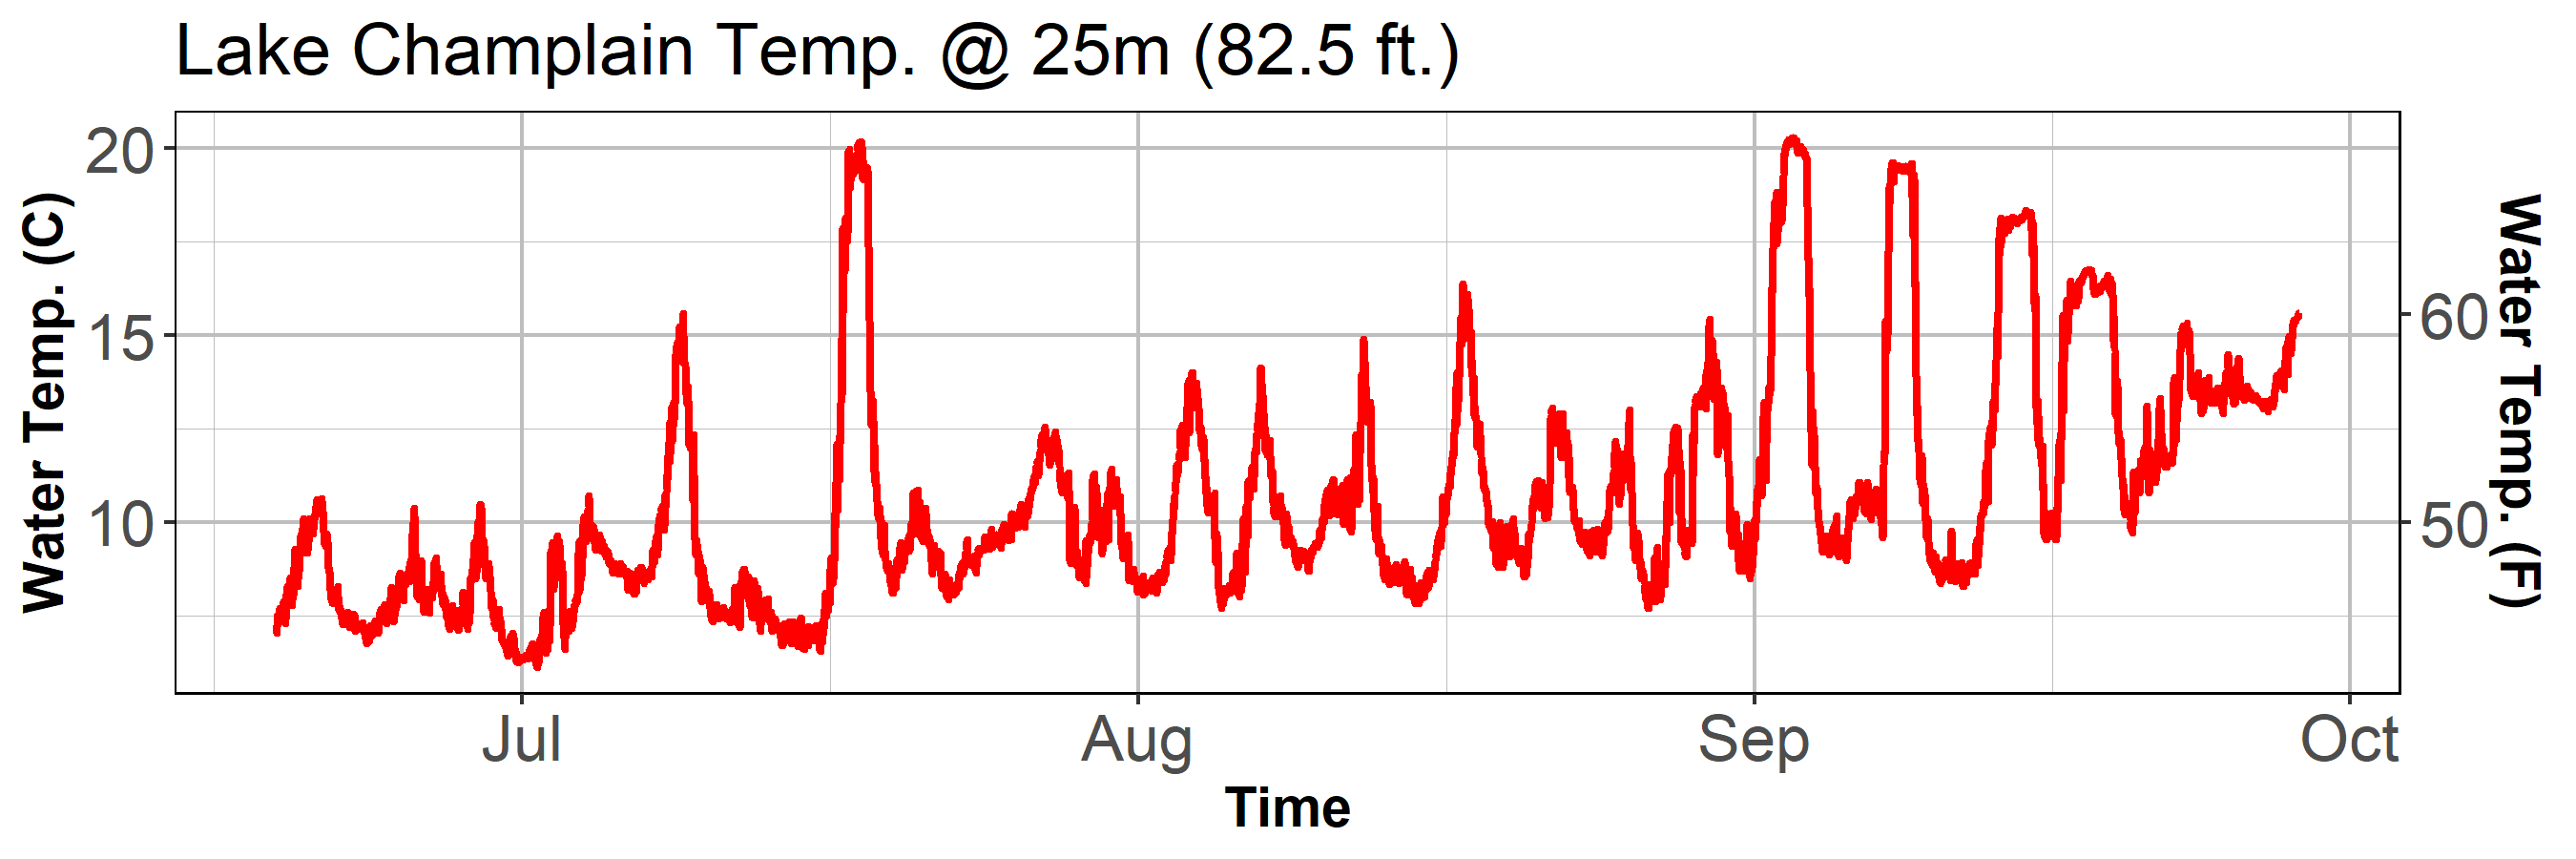 Lake Champlain Temp. @ 25m (82.5 ft.)
Water Temp. (C)
20
15
10
60
50
Water Temp. (F)
Jul Aug Sep Oct
Time